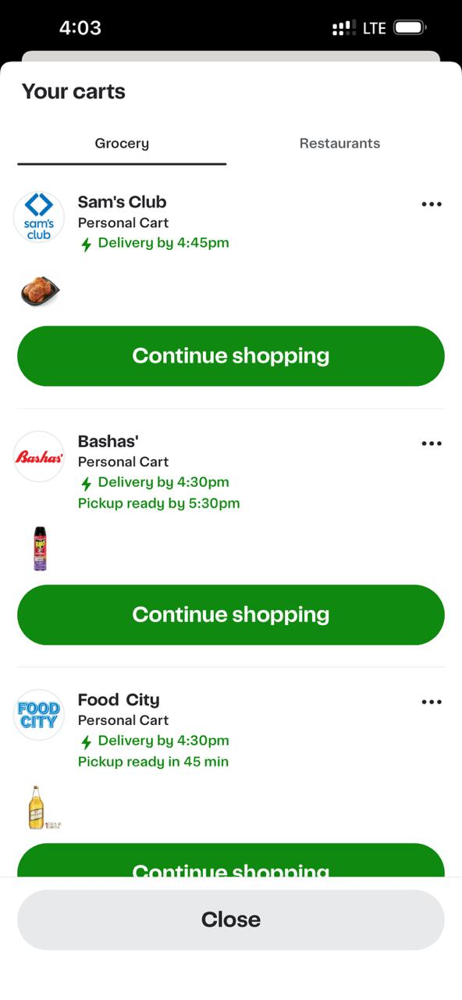 4:03
LTE
Your carts
Grocery
Restaurants
sam's
club
Sam's Club
Personal Cart
Delivery by 4:45pm
Continue shopping
Bashas'
Bashas'
Personal Cart
Delivery by 4:30pm
Pickup ready by 5:30pm
Continue shopping
FOOD
CITY
Food City
Personal Cart
Delivery by 4:30pm
Pickup ready in 45 min
Continue shopping
Close